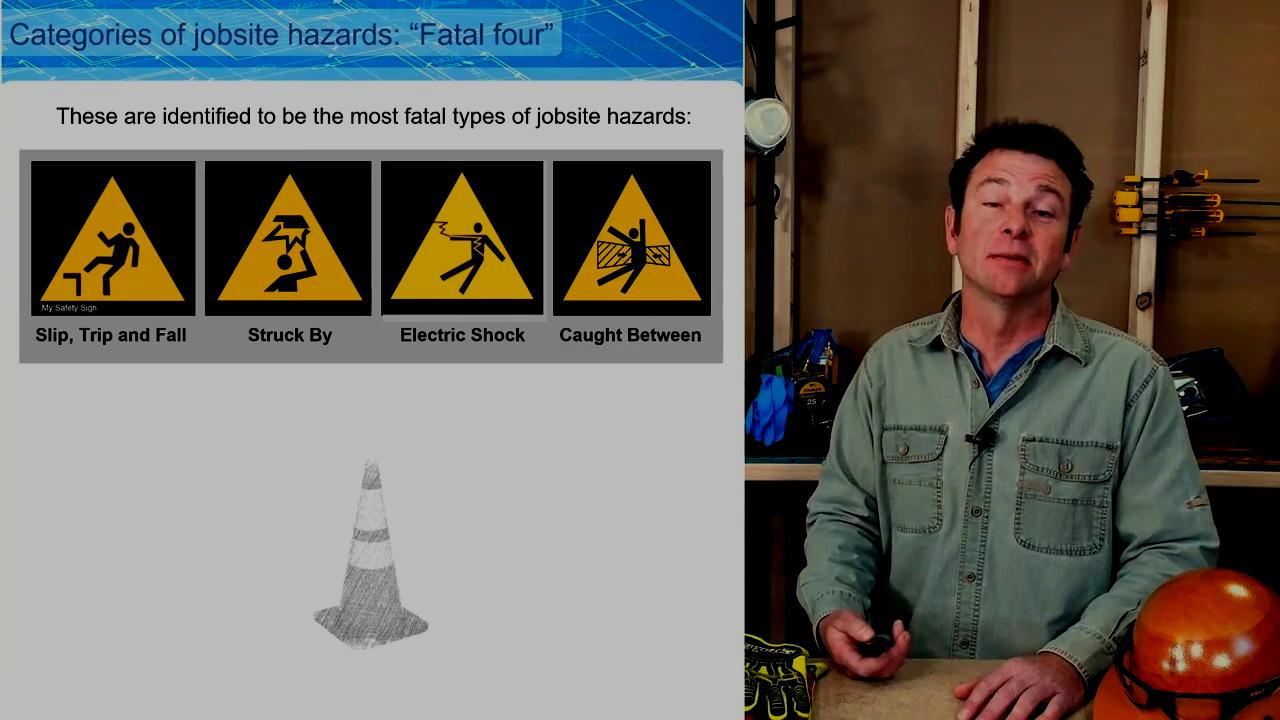 Categories of jobsite hazards: “Fatal four”
These are identified to be the most fatal types of jobsite hazards:
My Safety Sign
Slip, Trip and Fall
Struck By
Electric Shock
Caught Between
25